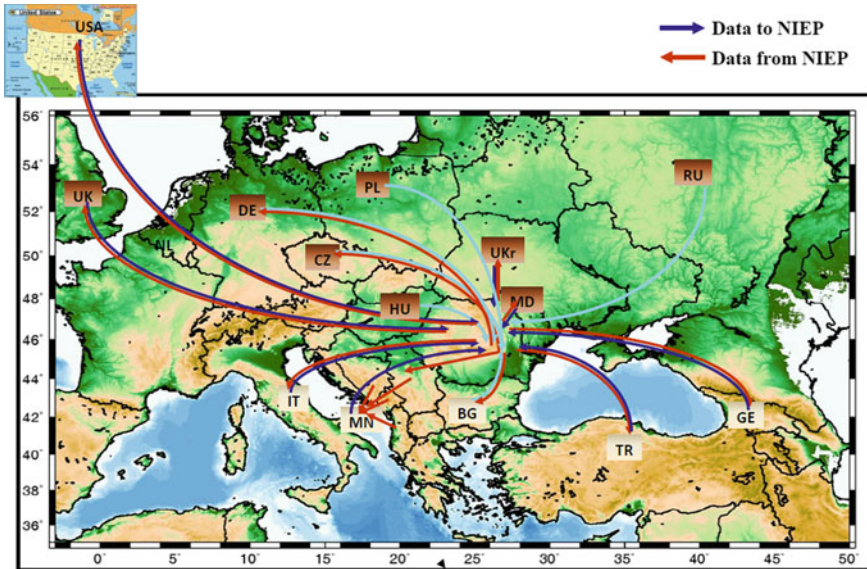 United States
USA
Data to NIEP
Data from NIEP
56°
54°
52°
50°
48°
46°
44°
42°
40°
38°
36°
UK
NL
DE
PL
RU
CZ
UKr
HU
MD
IT
MN
BG
TR
GE
0°
5°
10°
15°
20°
25°
30°
35°
40°
45°
50°